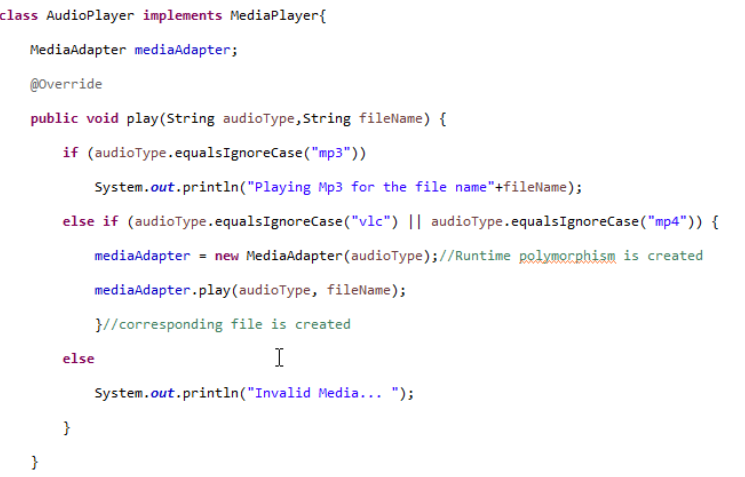 class AudioPlayer implements MediaPlayer{
MediaAdapter mediaAdapter;
@Override
public void play(String audioType,String fileName) {
if (audioType.equalsIgnoreCase("mp3"))
System.out.println("Playing Mp3 for the file name"+fileName);
else if (audioType.equalsIgnoreCase("vlc") || audioType.equalsIgnoreCase("mp4")) {
mediaAdapter = new MediaAdapter(audioType);//Runtime polymorphism is created
mediaAdapter.play(audioType, fileName);
}//corresponding file is created
else
System.out.println("Invalid Media... ");
}
}